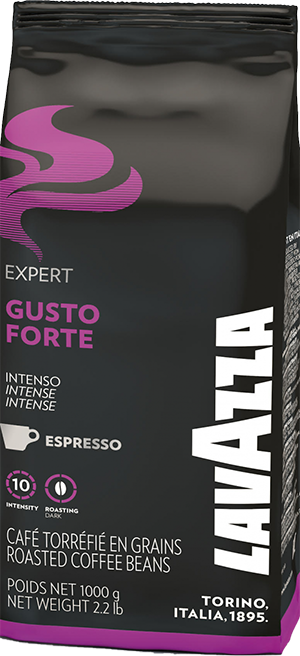 EXPERT
GUSTO
FORTE
INTENSO
INTENSE
INTENSE
ESPRESSO
10
INTENSITY
ROASTING
DARK
CAFÉ TORRÉFIÉ EN GRAINS
ROASTED COFFEE BEANS
POIDS NET 1000 g
NET WEIGHT 2.2 lb
LAVAZZA
TORINO,
ITALIA, 1895.